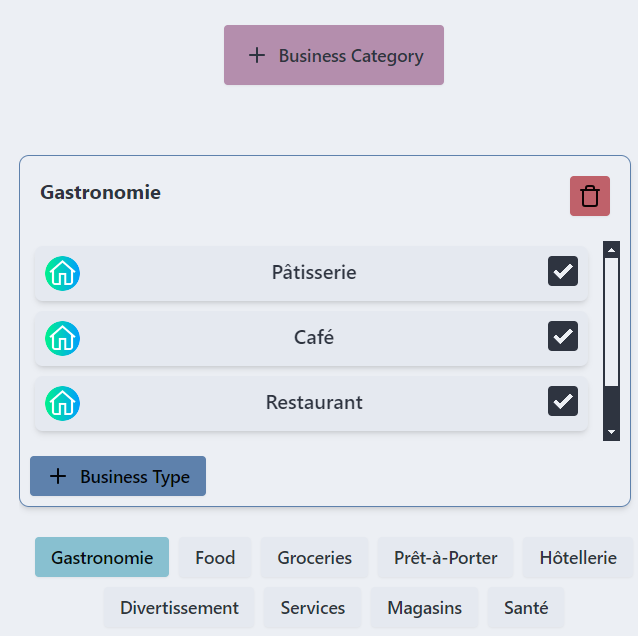 Business Category
Gastronomie
Pâtisserie
Café
Restaurant
Business Type
Gastronomie Food Groceries Prêt-à-Porter Hôtellerie
Divertissement Services Magasins Santé